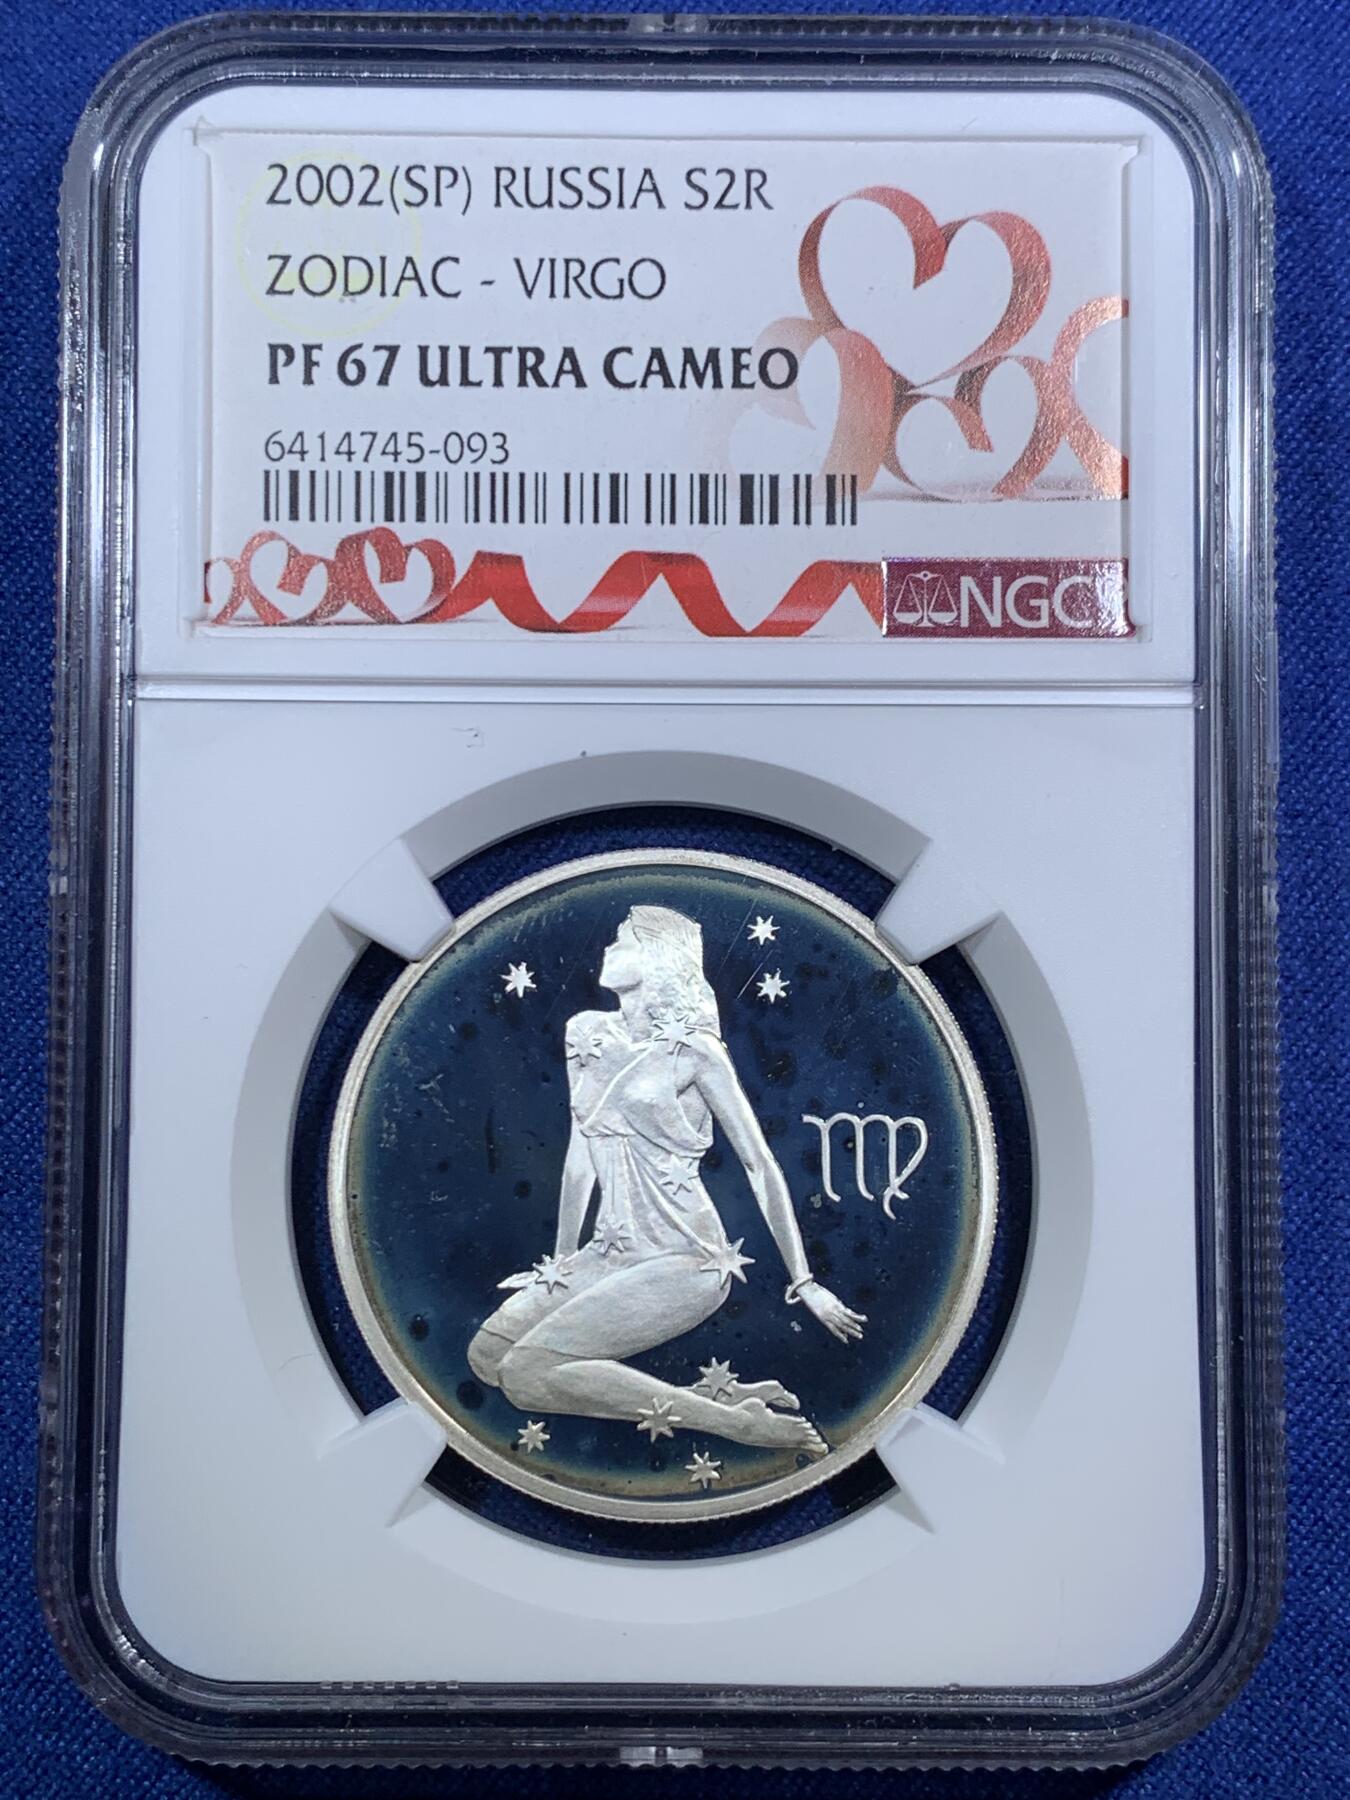 2002(SP) RUSSIA S2R
ZODIAC - VIRGO
PF 67 ULTRA CAMEO
6414745-093
NGC